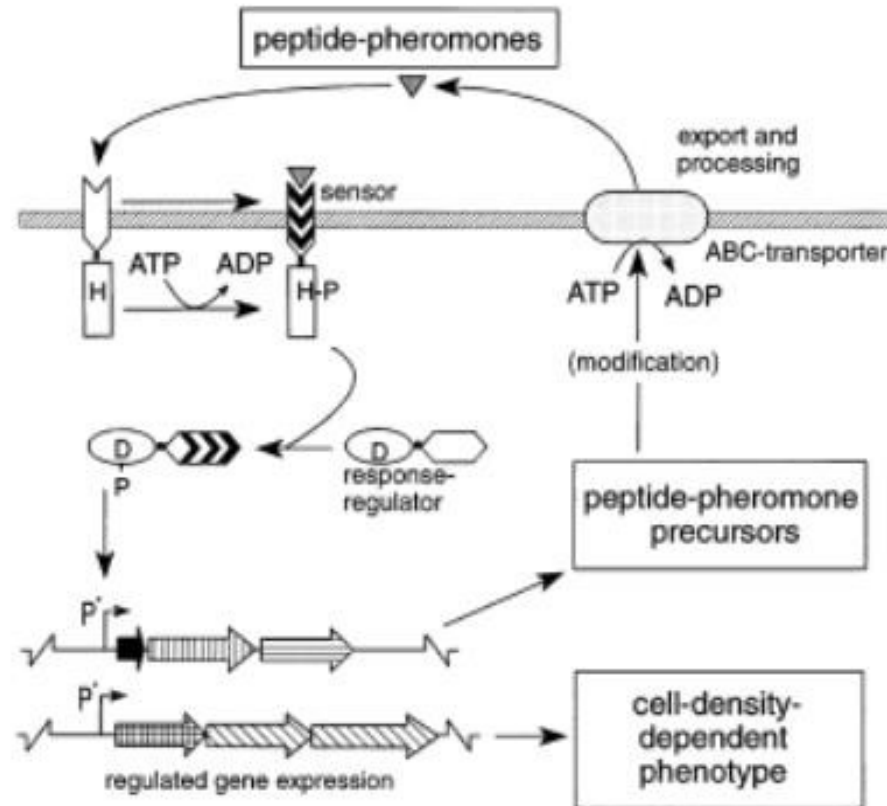 peptide-pheromones
export and
processing
sensor
ABC-transporter
ATP ADP
H
H-P
ATP ADP
(modification)
D
P
D
response-
regulator
peptide-pheromone
precursors
P*
P*
cell-density-
dependent
phenotype
regulated gene expression